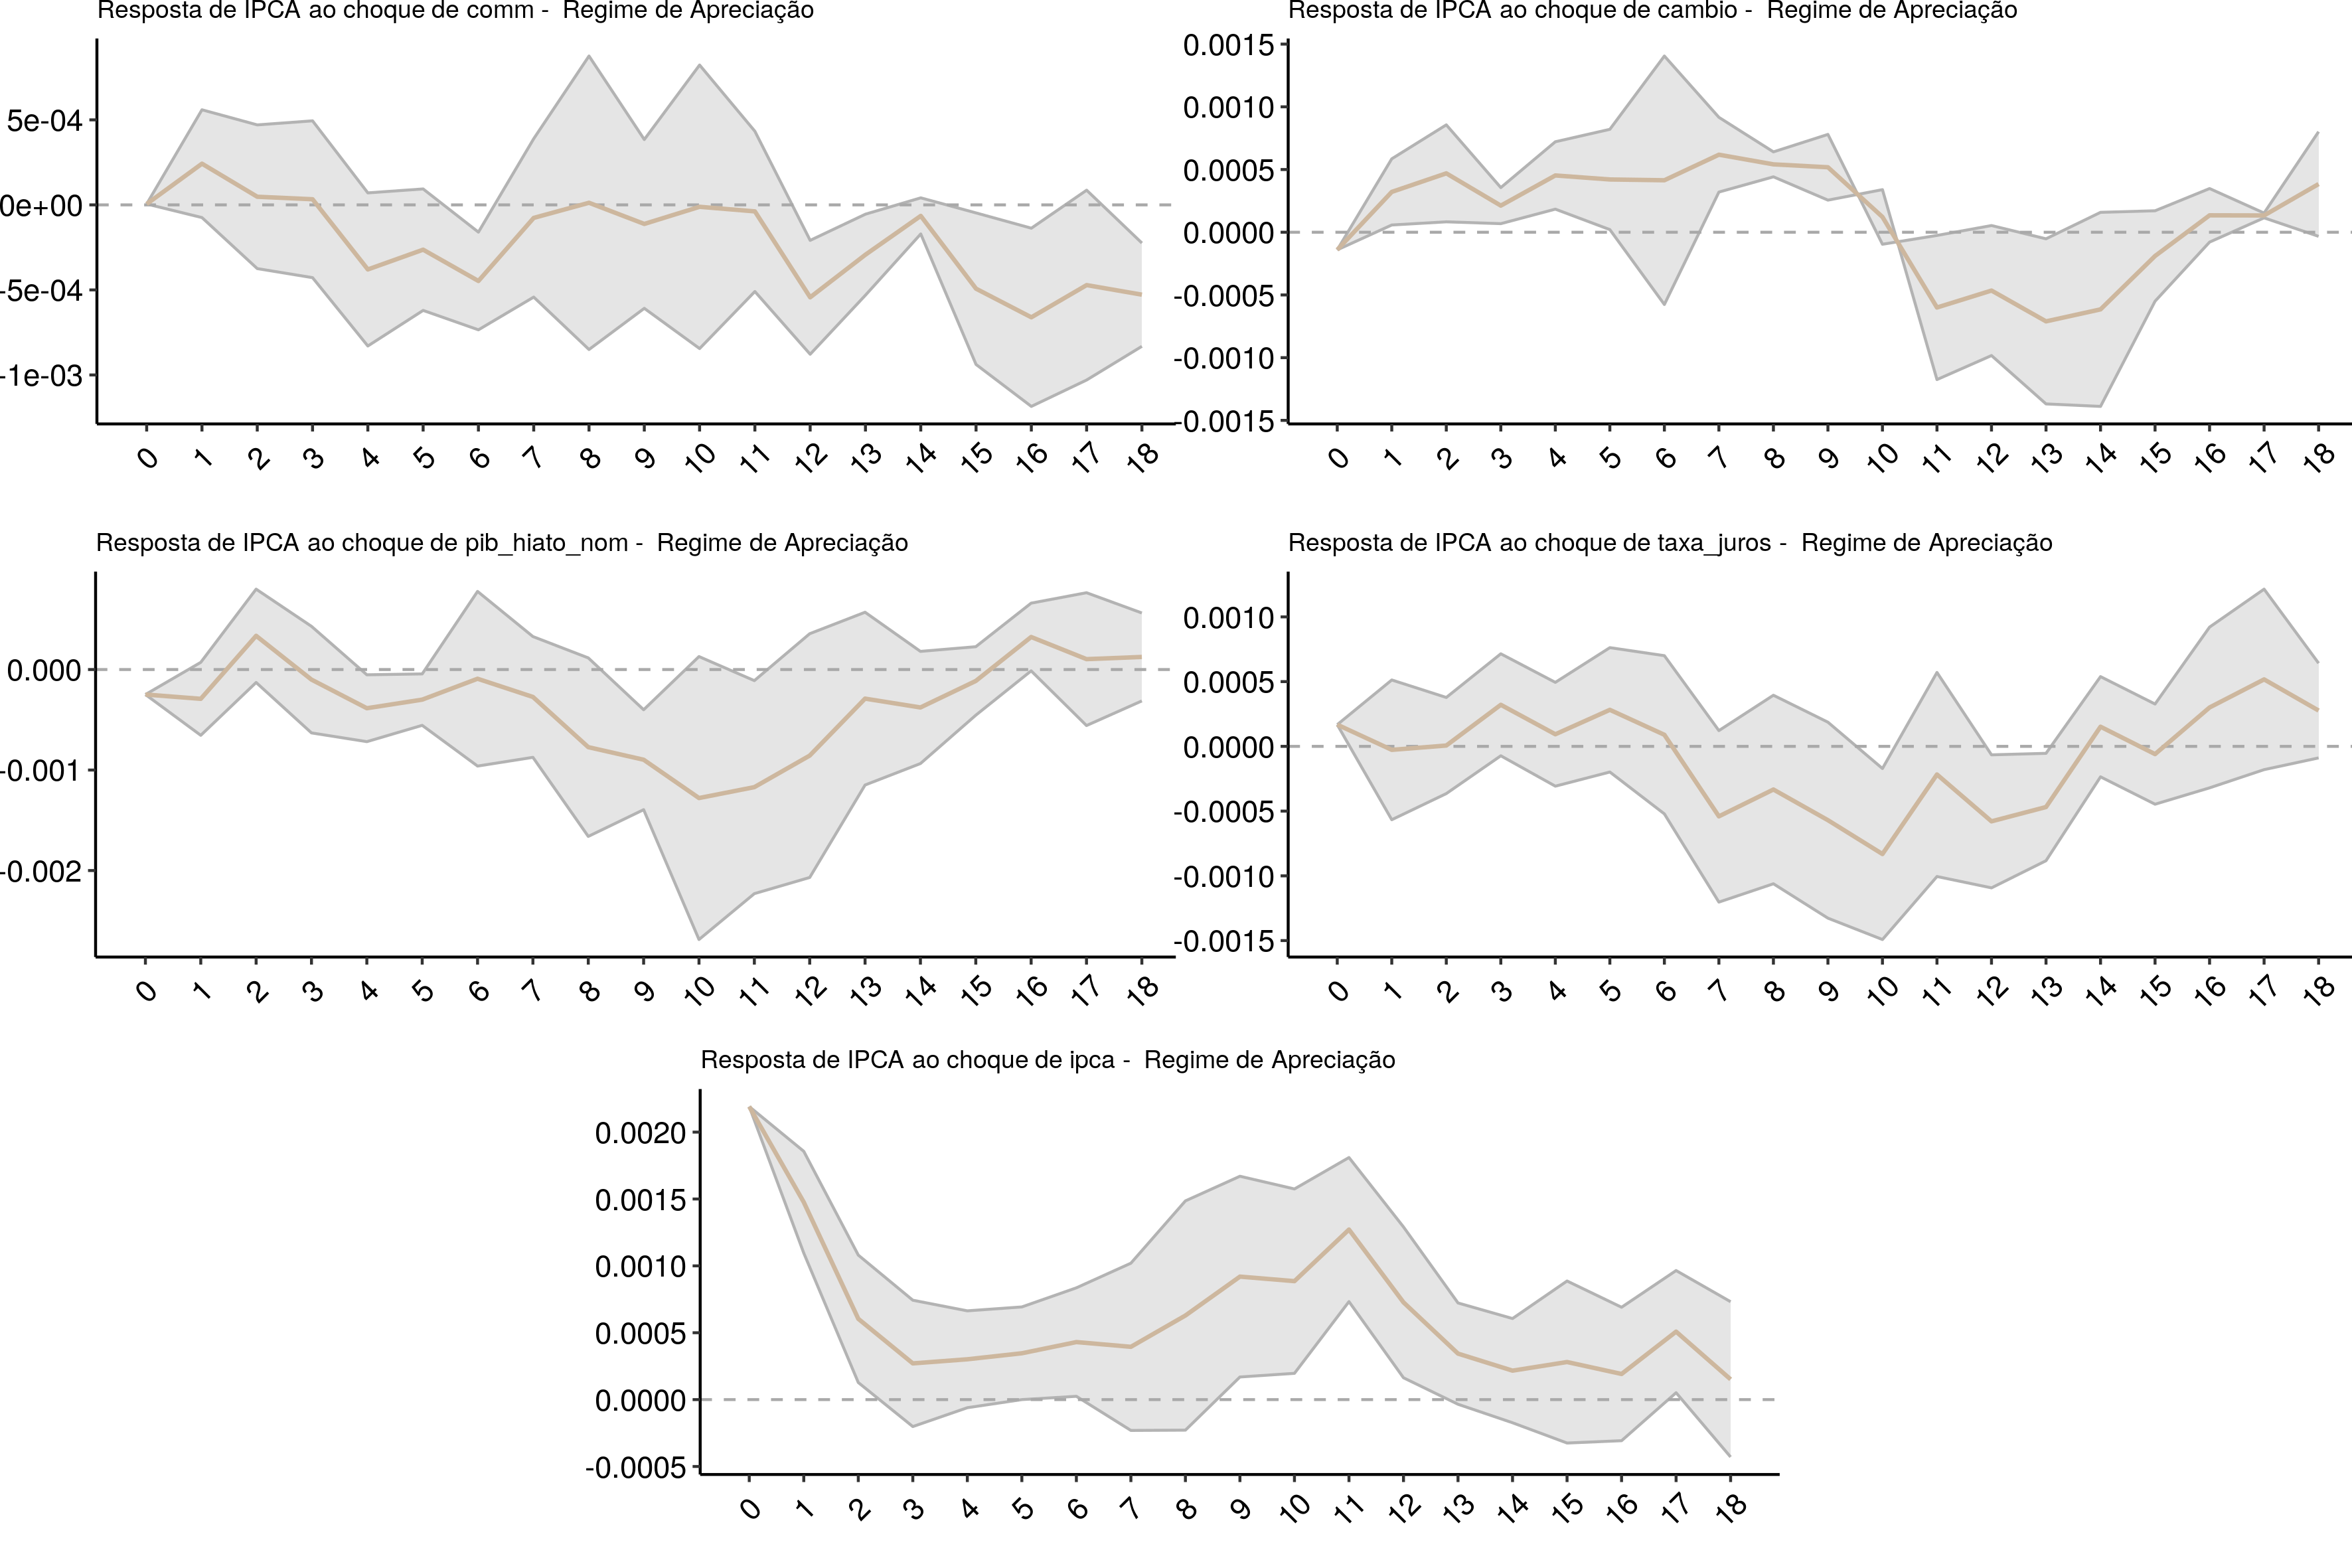 Resposta de IPCA ao choque de comm - Regime de Apreciação
5e-04
0e+00
-5e-04
-1e-03
0 1 2 3 4 5 6 7 8 9 10 11 12 13 14 15 16 17 18
Resposta de IPCA ao choque de cambio - Regime de Apreciação
0.0015
0.0010
0.0005
0.0000
-0.0005
-0.0010
-0.0015
0 1 2 3 4 5 6 7 8 9 10 11 12 13 14 15 16 17 18
Resposta de IPCA ao choque de pib_hiato_nom - Regime de Apreciação
0.000
-0.001
-0.002
0 1 2 3 4 5 6 7 8 9 10 11 12 13 14 15 16 17 18
Resposta de IPCA ao choque de taxa_juros - Regime de Apreciação
0.0010
0.0005
0.0000
-0.0005
-0.0010
-0.0015
0 1 2 3 4 5 6 7 8 9 10 11 12 13 14 15 16 17 18
Resposta de IPCA ao choque de ipca - Regime de Apreciação
0.0020
0.0015
0.0010
0.0005
0.0000
-0.0005
0 1 2 3 4 5 6 7 8 9 10 11 12 13 14 15 16 17 18